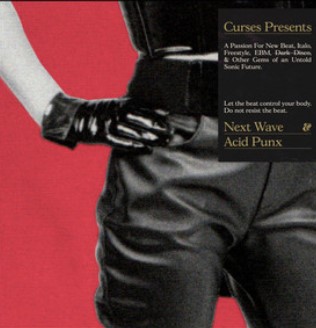 Curses Presents
A Passion For New Beat, Italo,
Freestyle, EBM, Dark Disco,
& Other Gems of an Untold
Sonic Future.
Let the beat control your body.
Do not resist the beat.
Next Wave &
Acid Punx